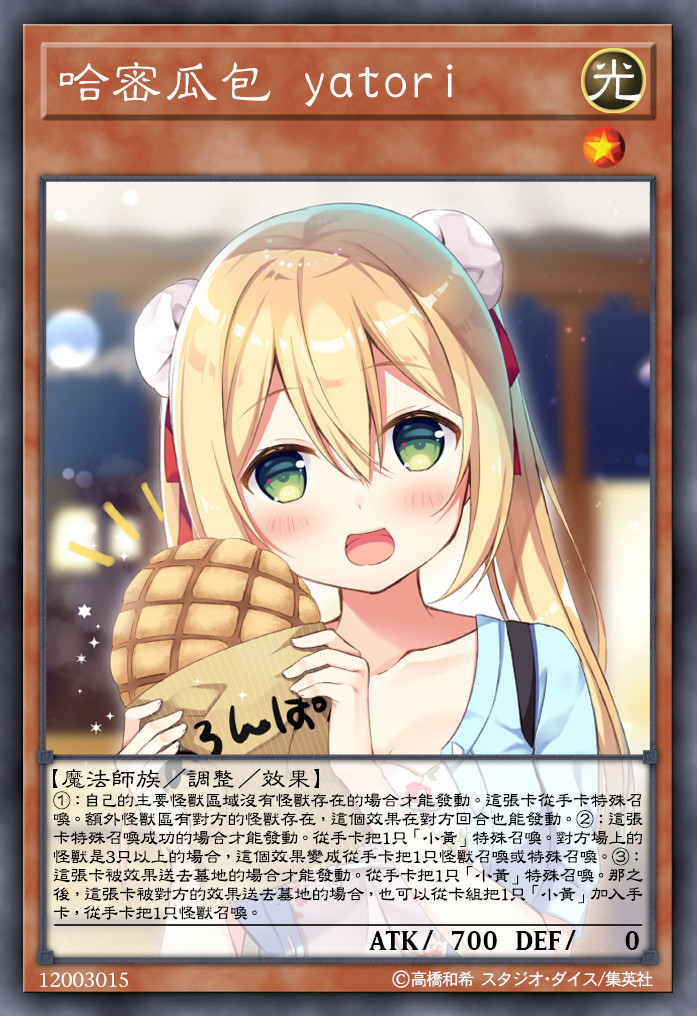 哈密瓜包 yatori
光
ろんぱ。
【魔法師族／調整／效果】
①：自己的主要怪獸區域沒有怪獸存在的場合才能發動。這張卡從手卡特殊召
喚。額外怪獸區有對方的怪獸存在，這個效果在對方回合也能發動。②：這張
卡特殊召喚成功的場合才能發動。從手卡把1只「小黃」特殊召喚。對方場上的
怪獸是3只以上的場合，這個效果變成從手卡把1只怪獸召喚或特殊召喚。③：
這張卡被效果送去墓地的場合才能發動。從手卡把1只「小黃」特殊召喚。那之
後，這張卡被對方的效果送去墓地的場合，也可以從卡組把1只「小黃」加入手
卡，從手卡把1只怪獸召喚。
ATK/ 700 DEF/ 0
12003015 ©高橋和希 スタジオ・ダイス/集英社